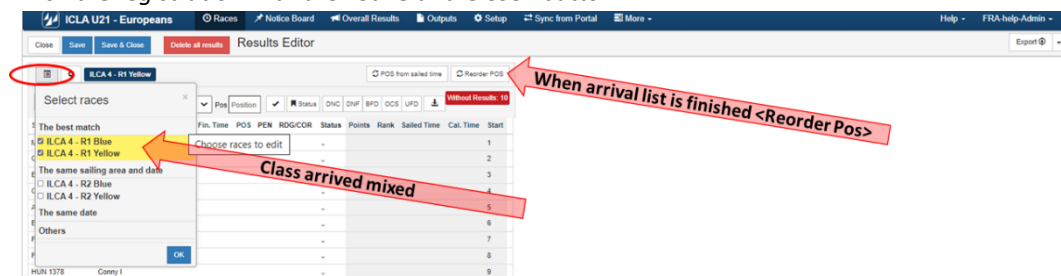 ICLA U21 - Europeans Races Notice Board Overall Results Outputs Setup Sync from Portal More Help FRA-help-Admin
Close Save Save & Close Delete all results Results Editor Export
ILCA 4 - R1 Yellow POS from sailed time Reorder POS
When arrival list is finished <Reorder Pos>
Select races ×
Pos Position Status DNC DNF BFD OCS UFD Without Results: 10
The best match
Fin. Time POS PEN RDG/COR Status Points Rank Sailed Time Cal. Time Start
ILCA 4 - R1 Blue
ILCA 4 - R1 Yellow
Choose races to edit
1
2
The same sailing area and date
Class arrived mixed
3
ILCA 4 - R2 Blue
4
ILCA 4 - R2 Yellow
The same date
5
Others
6
7
OK
8
HUN 1378 Conny I
9